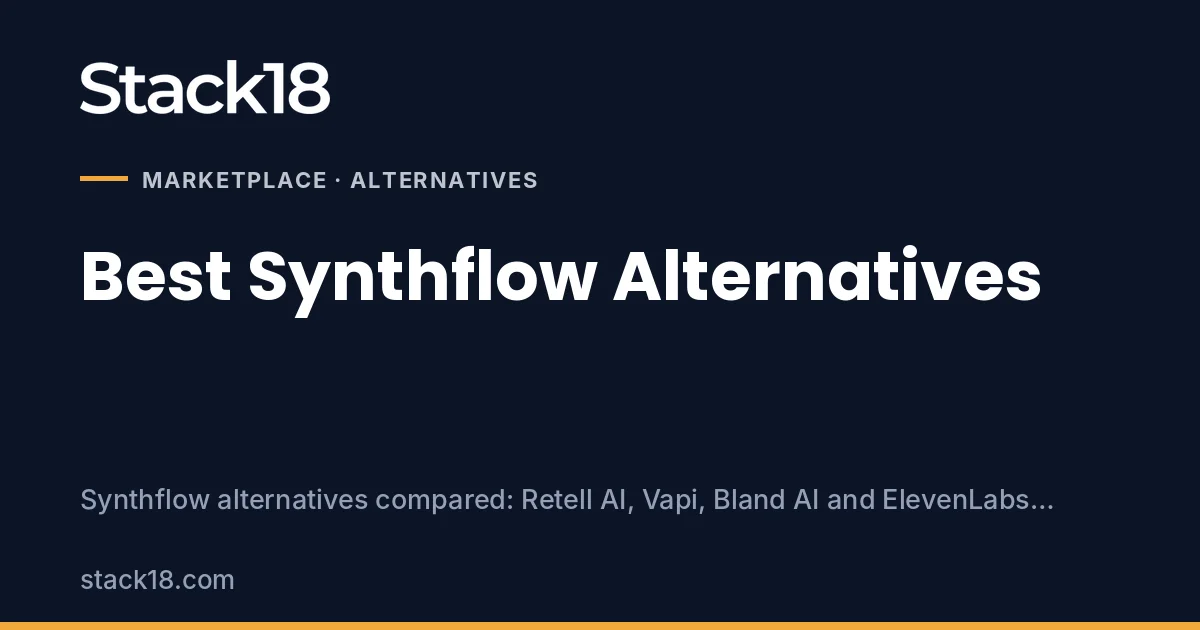 Stack18
MARKETPLACE · ALTERNATIVES
Best Synthflow Alternatives
Synthflow alternatives compared: Retell AI, Vapi, Bland AI and ElevenLabs...
stack18.com